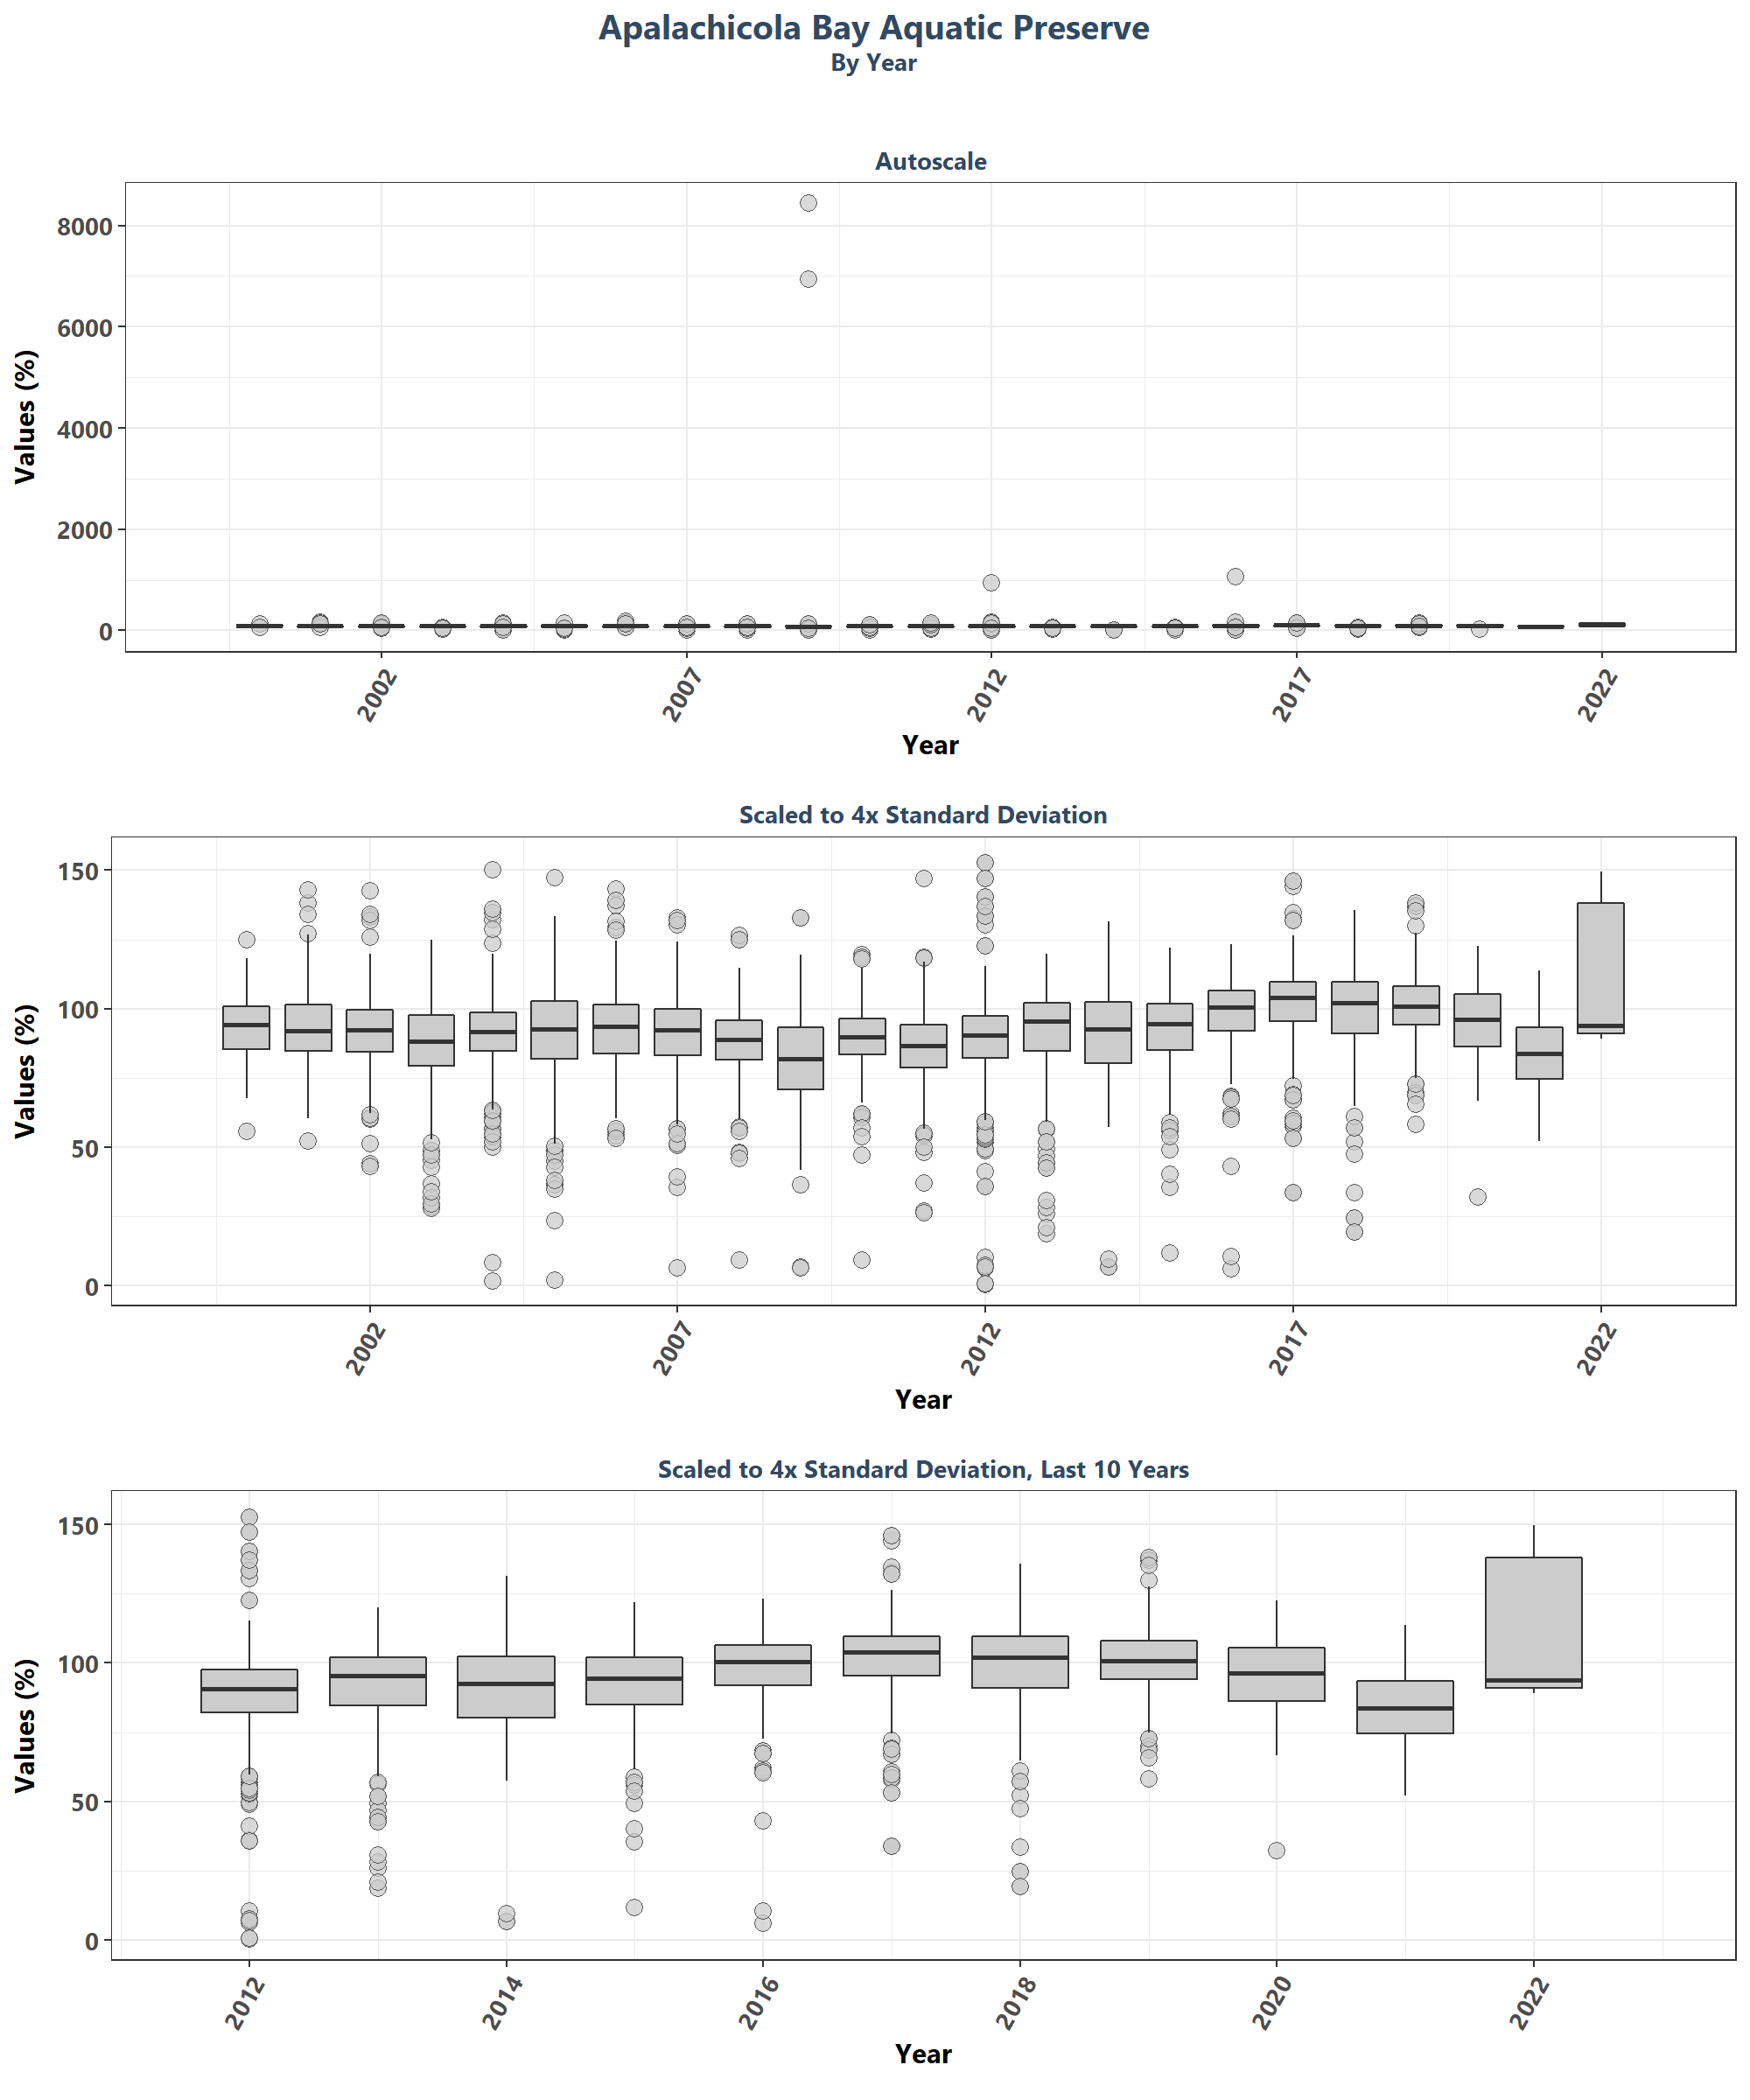 Apalachicola Bay Aquatic Preserve
By Year
Autoscale
Values (%)
8000
6000
4000
2000
0
2002 2007 2012 2017 2022
Year
Scaled to 4x Standard Deviation
Values (%)
150
100
50
0
2002 2007 2012 2017 2022
Year
Scaled to 4x Standard Deviation, Last 10 Years
Values (%)
150
100
50
0
2012 2014 2016 2018 2020 2022
Year